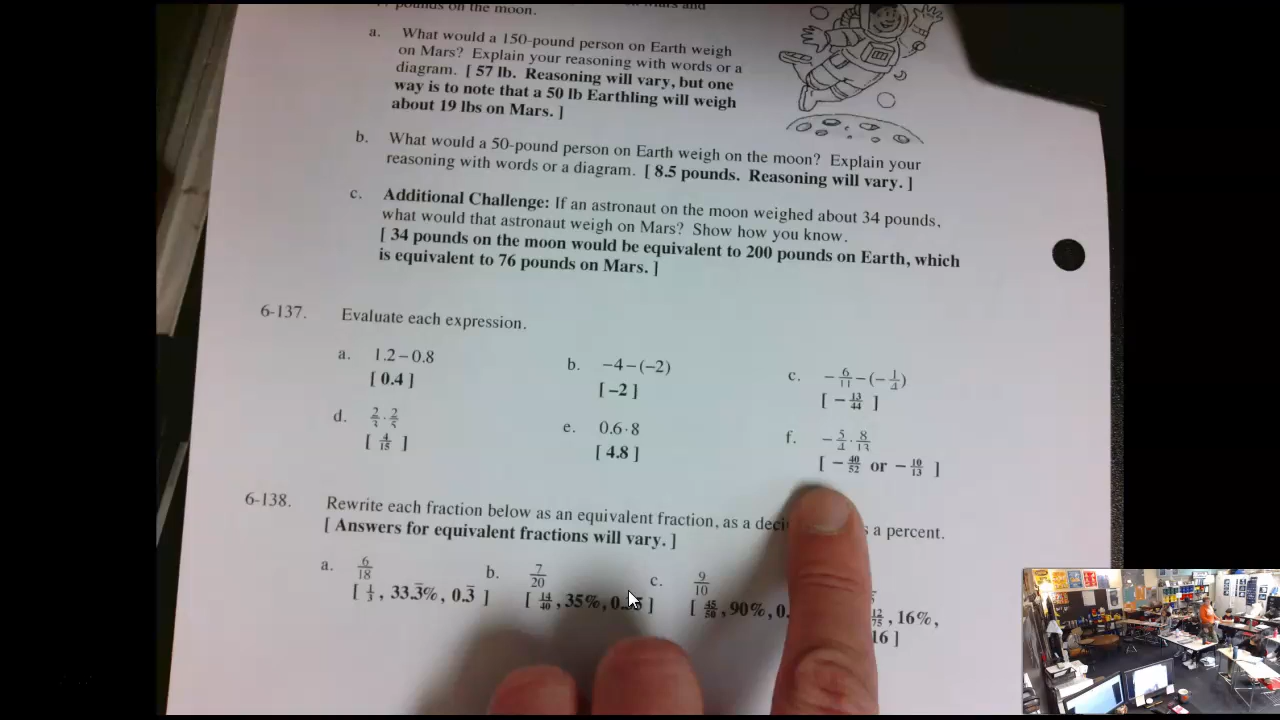 pounds on the moon.
a. What would a 150-pound person on Earth weigh
on Mars? Explain your reasoning with words or a
diagram. [ 57 lb. Reasoning will vary, but one
way is to note that a 50 lb Earthling will weigh
about 19 lbs on Mars. ]
b. What would a 50-pound person on Earth weigh on the moon? Explain your
reasoning with words or a diagram. [ 8.5 pounds. Reasoning will vary. ]
c. Additional Challenge: If an astronaut on the moon weighed about 34 pounds,
what would that astronaut weigh on Mars? Show how you know.
[ 34 pounds on the moon would be equivalent to 200 pounds on Earth, which
is equivalent to 76 pounds on Mars. ]
6-137. Evaluate each expression.
a. 1.2 – 0.8
[ 0.4 ]
b. –4 – (–2)
[ –2 ]
c. – 6/11 – (– 1/4)
[ – 13/44 ]
d. 2/3 · 2/5
[ 4/15 ]
e. 0.6 · 8
[ 4.8 ]
f. – 5/4 · 8/13
[ – 40/52 or – 10/13 ]
6-138. Rewrite each fraction below as an equivalent fraction, as a a percent.
[ Answers for equivalent fractions will vary. ]
a. 6/18
[ 1/3 , 33.3̅%, 0.3̅ ]
b. 7/20
[ 14/40 , 35%, ]
c. 9/10
[ 45/50 , 90%,
12/75 , 16%,
16 ]